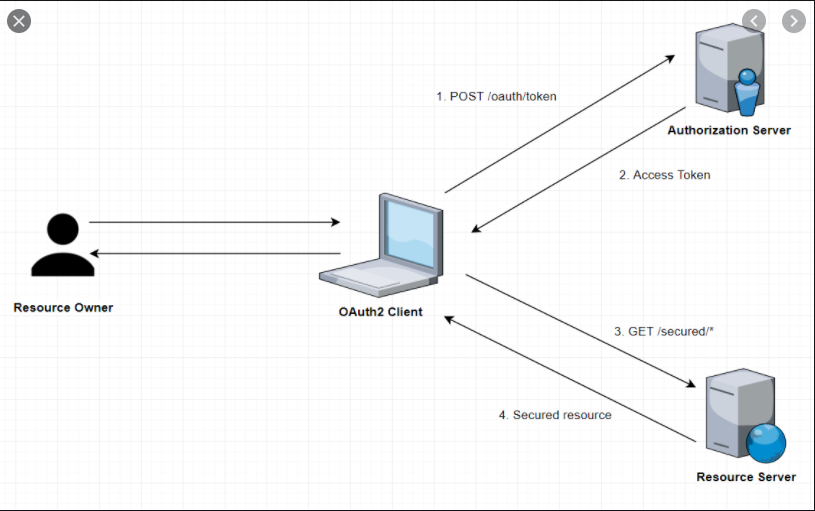 1. POST /oauth/token
Authorization Server
2. Access Token
Resource Owner
OAuth2 Client
3. GET /secured/*
4. Secured resource
Resource Server